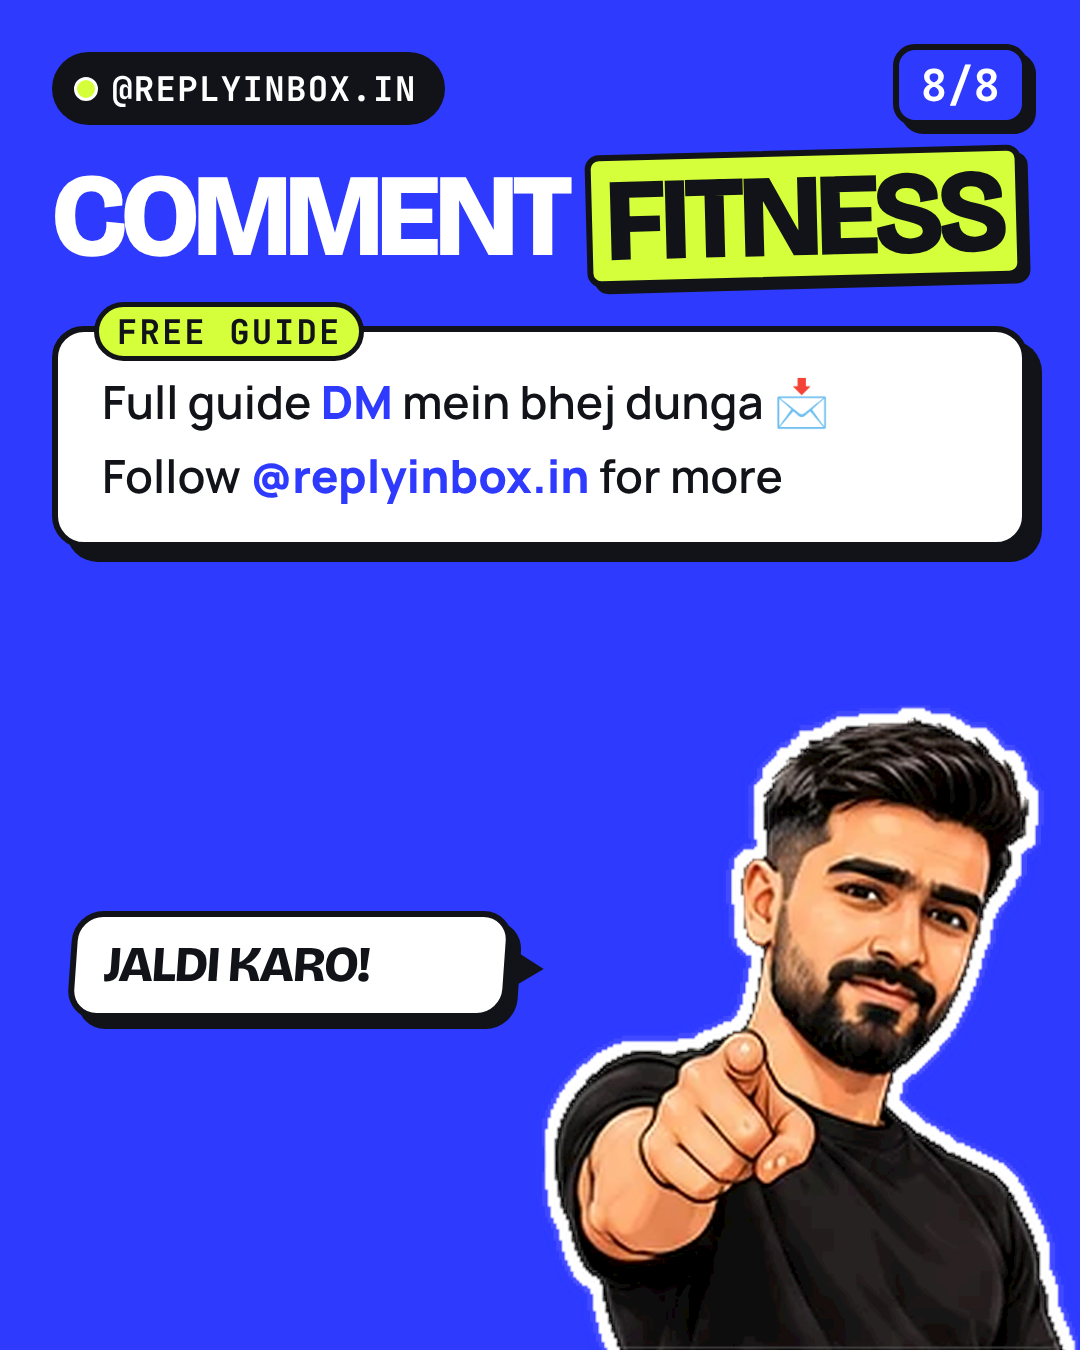 @REPLYINBOX.IN
8/8
COMMENT FITNESS
FREE GUIDE
Full guide DM mein bhej dunga 📩
Follow @replyinbox.in for more
JALDI KARO!